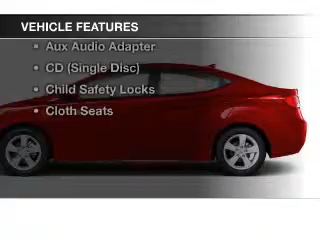 VEHICLE FEATURES
• Aux Audio Adapter
• CD (Single Disc)
• Child Safety Locks
• Cloth Seats